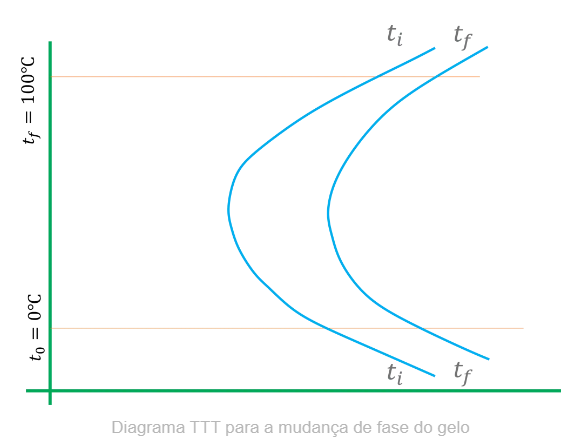 t_i t_f
t_f = 100°C
t_0 = 0°C
t_i t_f
Diagrama TTT para a mudança de fase do gelo